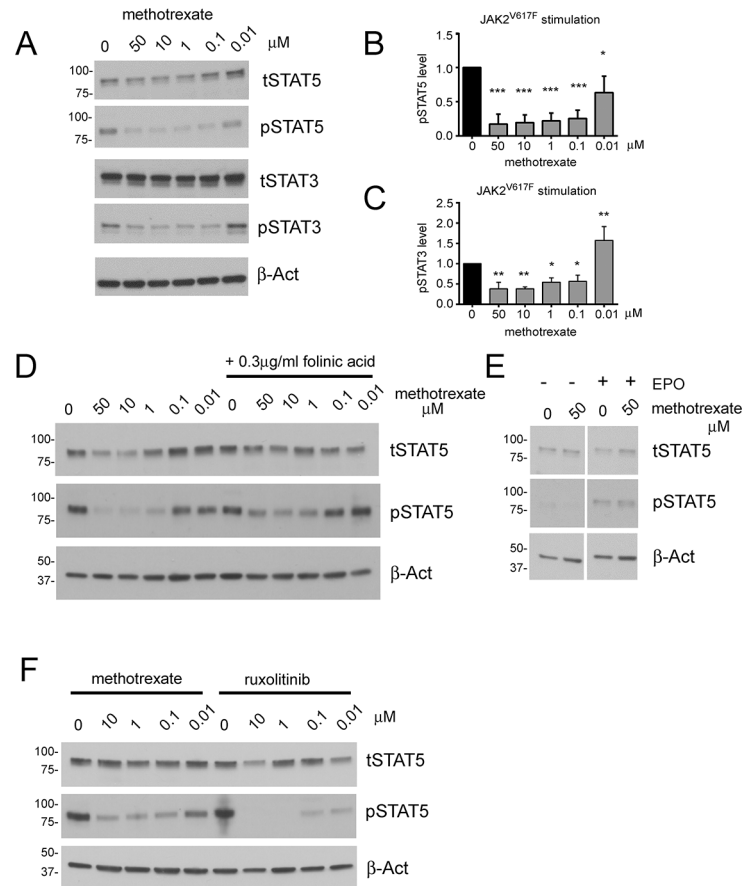 A
methotrexate
0 50 10 1 0.1 0.01 μM
100-
75-
tSTAT5
100-
75-
pSTAT5
tSTAT3
pSTAT3
β-Act
B
JAK2V617F stimulation
pSTAT5 level
1.5
1.0
0.5
0.0
*** *** *** *** *
0 50 10 1 0.1 0.01 μM
methotrexate
C
JAK2V617F stimulation
pSTAT3 level
2.5
2.0
1.5
1.0
0.5
0.0
** ** * * **
0 50 10 1 0.1 0.01 μM
methotrexate
D
+ 0.3μg/ml folinic acid
0 50 10 1 0.1 0.01 0 50 10 1 0.1 0.01
methotrexate
μM
100-
75-
tSTAT5
100-
75-
pSTAT5
50-
37-
β-Act
E
- - + + EPO
0 50 0 50 methotrexate
μM
100-
75-
tSTAT5
100-
75-
pSTAT5
50-
37-
β-Act
F
methotrexate ruxolitinib
0 10 1 0.1 0.01 0 10 1 0.1 0.01 μM
100-
75-
tSTAT5
100-
75-
pSTAT5
50-
37-
β-Act